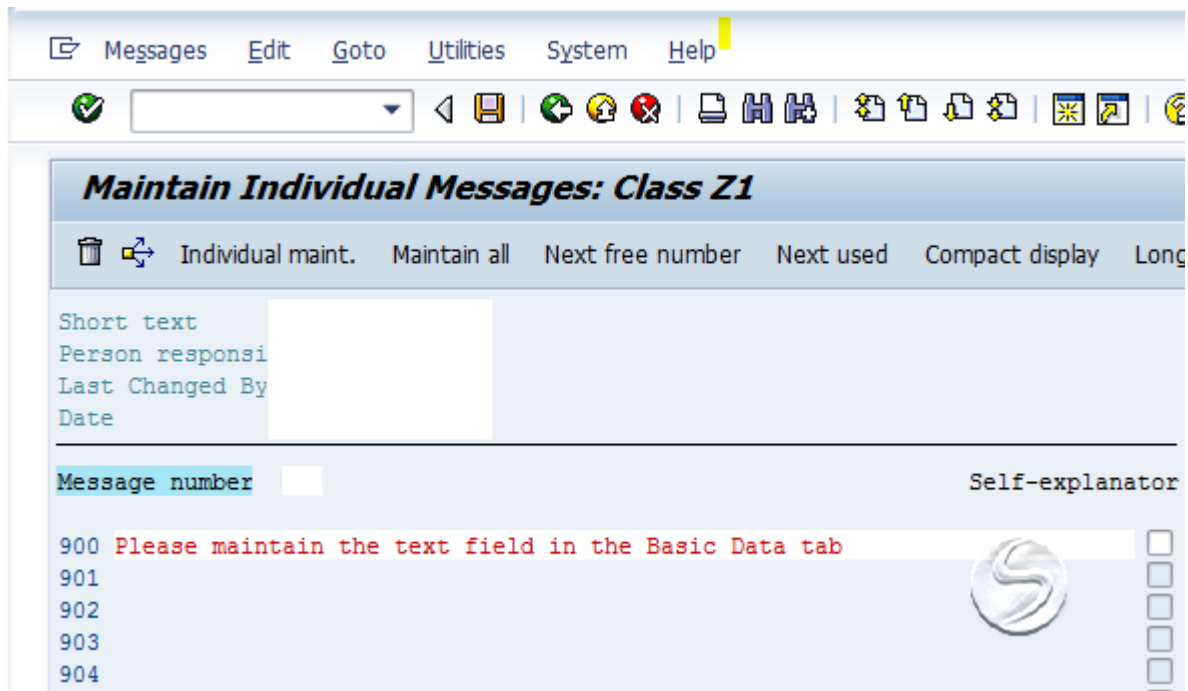 Messages Edit Goto Utilities System Help
Maintain Individual Messages: Class Z1
Individual maint. Maintain all Next free number Next used Compact display Long
Short text
Person responsi
Last Changed By
Date
Message number Self-explanator
900 Please maintain the text field in the Basic Data tab
901
902
903
904